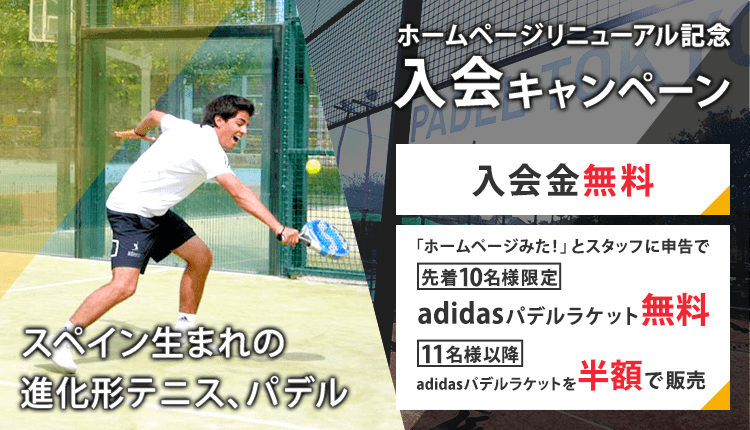 ホームページリニューアル記念
入会キャンペーン
PADEL TOKYO
入会金無料
「ホームページみた！」とスタッフに申告で
先着10名様限定
adidasパデルラケット無料
11名様以降
adidasパデルラケットを半額で販売
スペイン生まれの
進化形テニス、パデル